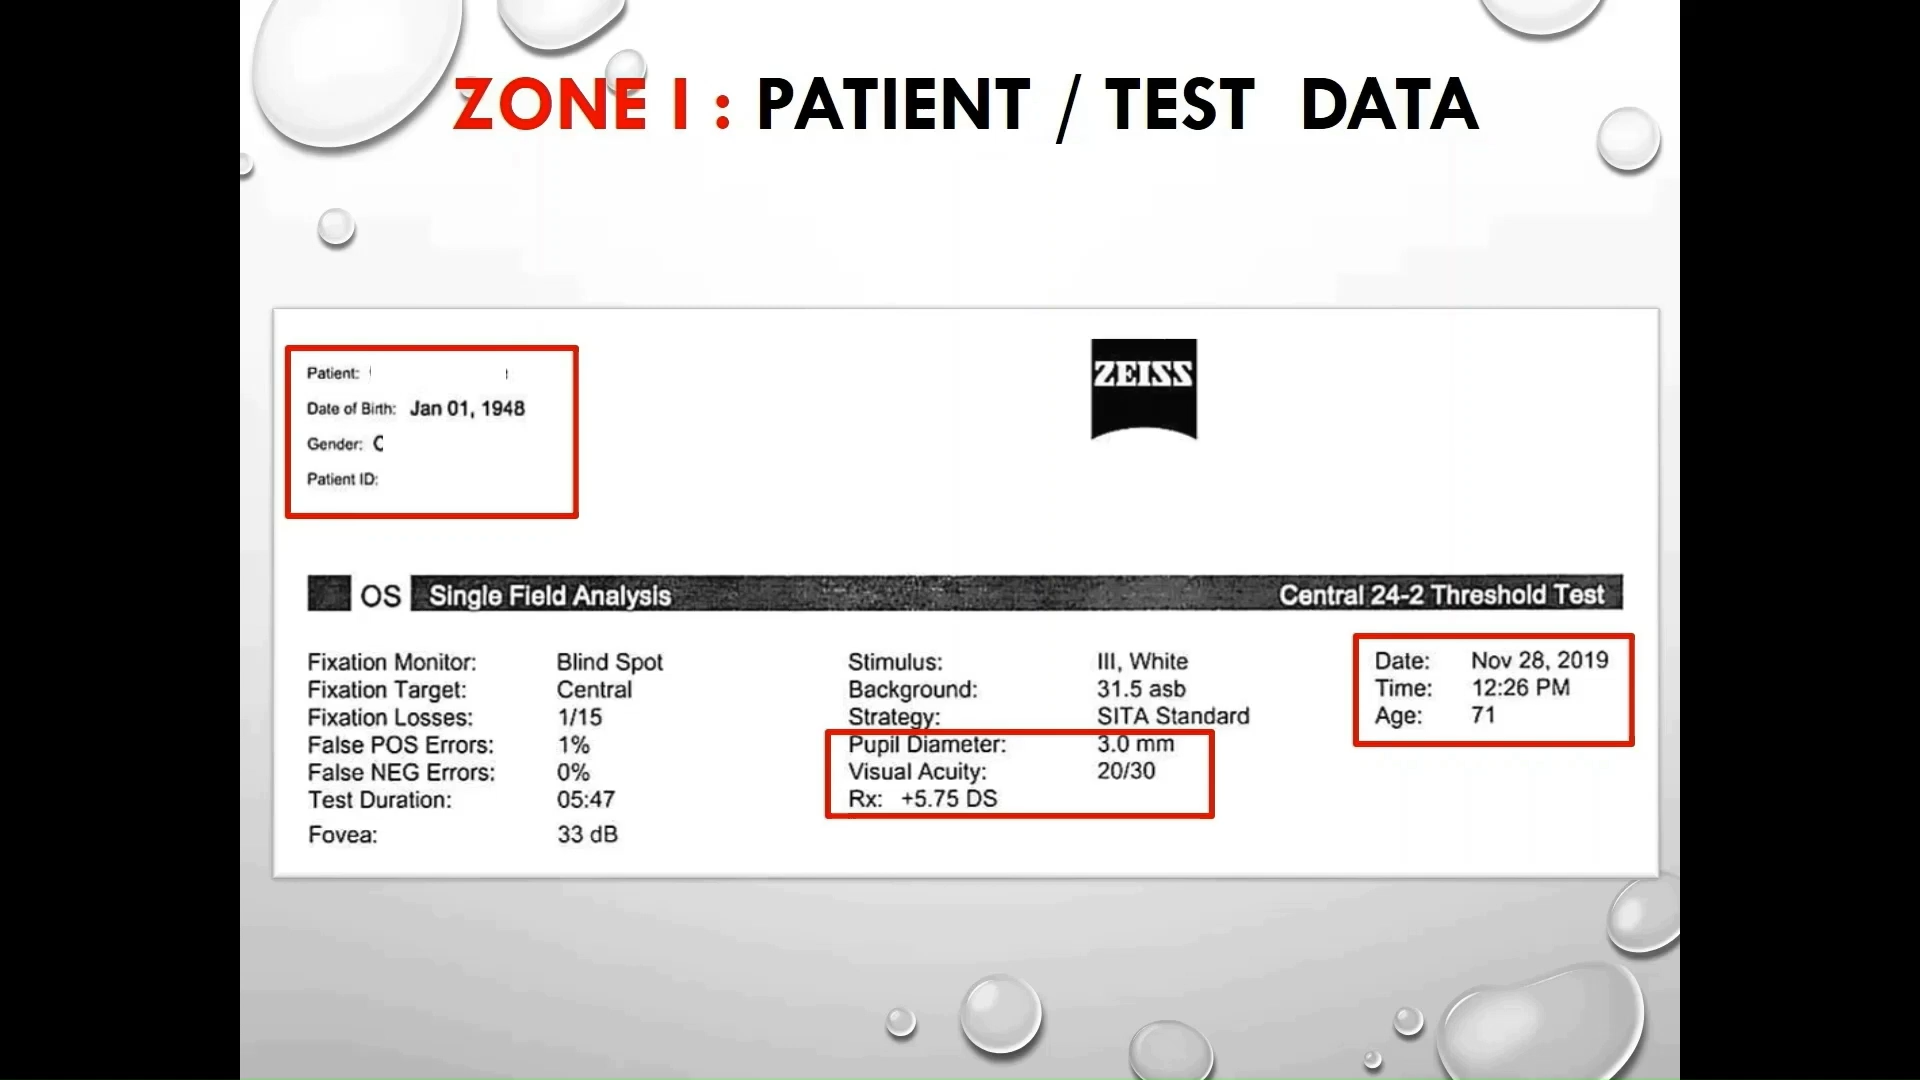 ZONE I : PATIENT / TEST DATA
ZEISS
Patient:
Date of Birth: Jan 01, 1948
Gender:
Patient ID:
OS Single Field Analysis Central 24-2 Threshold Test
Fixation Monitor: Blind Spot
Fixation Target: Central
Fixation Losses: 1/15
False POS Errors: 1%
False NEG Errors: 0%
Test Duration: 05:47
Fovea: 33 dB
Stimulus: III, White
Background: 31.5 asb
Strategy: SITA Standard
Pupil Diameter: 3.0 mm
Visual Acuity: 20/30
Rx: +5.75 DS
Date: Nov 28, 2019
Time: 12:26 PM
Age: 71